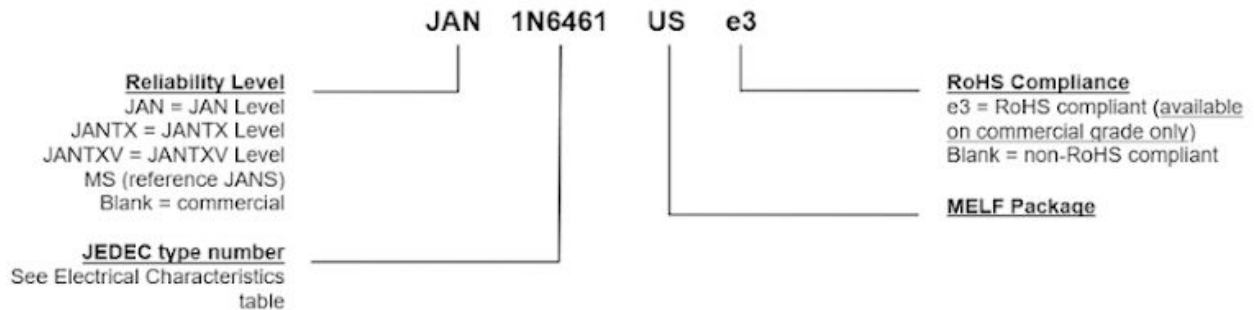 JAN 1N6461 US e3
Reliability Level
JAN = JAN Level
JANTX = JANTX Level
JANTXV = JANTXV Level
MS (reference JANS)
Blank = commercial
JEDEC type number
See Electrical Characteristics
table
RoHS Compliance
e3 = RoHS compliant (available
on commercial grade only)
Blank = non-RoHS compliant
MELF Package